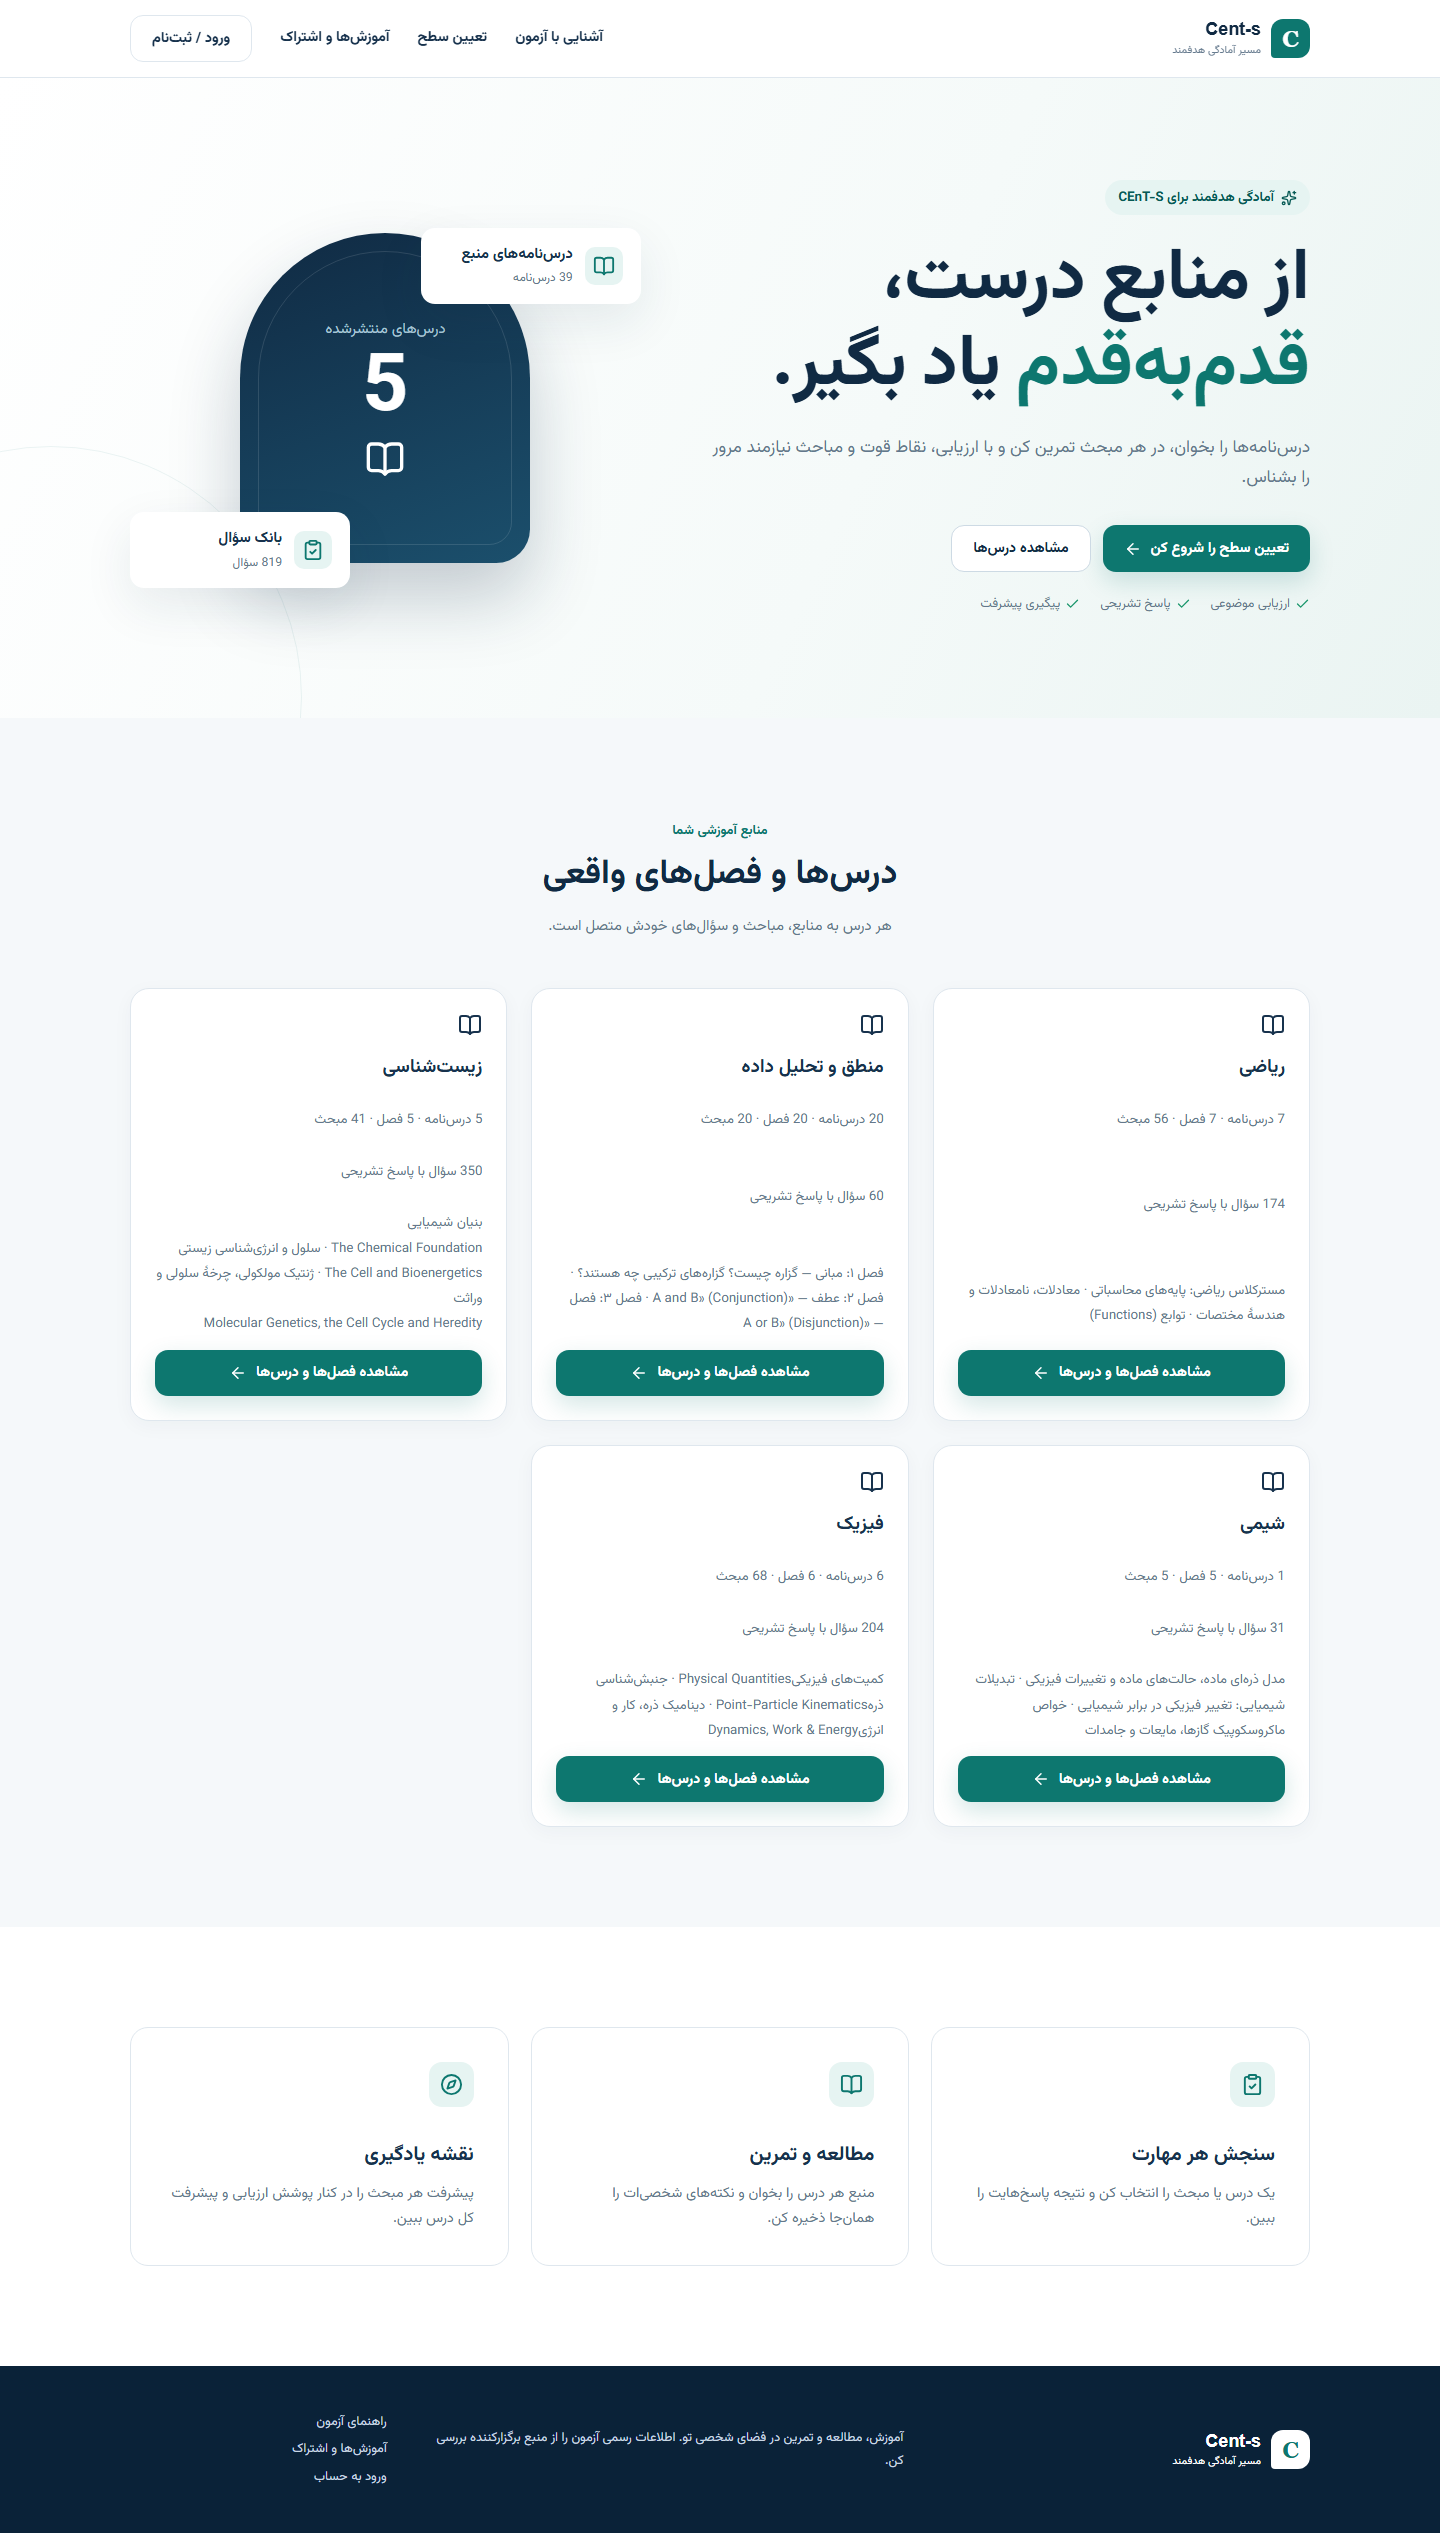 C
Cent-s
مسیر آمادگی هدفمند
آشنایی با آزمون
تعیین سطح
آموزش‌ها و اشتراک
ورود / ثبت‌نام
آمادگی هدفمند برای CEnT-S
از منابع درست،
قدم‌به‌قدم یاد بگیر.
درس‌نامه‌ها را بخوان، در هر مبحث تمرین کن و با ارزیابی، نقاط قوت و مباحث نیازمند مرور
را بشناس.
تعیین سطح را شروع کن
مشاهده درس‌ها
ارزیابی موضوعی
پاسخ تشریحی
پیگیری پیشرفت
درس‌نامه‌های منبع
39 درس‌نامه
درس‌های منتشرشده
5
بانک سؤال
819 سؤال
منابع آموزشی شما
درس‌ها و فصل‌های واقعی
هر درس به منابع، مباحث و سؤال‌های خودش متصل است.
ریاضی
7 درس‌نامه · 7 فصل · 56 مبحث
174 سؤال با پاسخ تشریحی
مسترکلاس ریاضی: پایه‌های محاسباتی · معادلات، نامعادلات و
هندسهٔ مختصات · توابع (Functions)
مشاهده فصل‌ها و درس‌ها
منطق و تحلیل داده
20 درس‌نامه · 20 فصل · 20 مبحث
60 سؤال با پاسخ تشریحی
فصل ۱: مبانی — گزاره چیست؟ گزاره‌های ترکیبی چه هستند؟ ·
فصل ۲: عطف — «A and B» (Conjunction) · فصل ۳: فصل
— «A or B» (Disjunction)
مشاهده فصل‌ها و درس‌ها
زیست‌شناسی
5 درس‌نامه · 5 فصل · 41 مبحث
350 سؤال با پاسخ تشریحی
بنیان شیمیایی
The Chemical Foundation · سلول و انرژی‌شناسی زیستی
The Cell and Bioenergetics · ژنتیک مولکولی، چرخهٔ سلولی و
وراثت
Molecular Genetics, the Cell Cycle and Heredity
مشاهده فصل‌ها و درس‌ها
شیمی
1 درس‌نامه · 5 فصل · 5 مبحث
31 سؤال با پاسخ تشریحی
مدل ذره‌ای ماده، حالت‌های ماده و تغییرات فیزیکی · تبدیلات
شیمیایی: تغییر فیزیکی در برابر شیمیایی · خواص
ماکروسکوپیک گازها، مایعات و جامدات
مشاهده فصل‌ها و درس‌ها
فیزیک
6 درس‌نامه · 6 فصل · 68 مبحث
204 سؤال با پاسخ تشریحی
کمیت‌های فیزیکیPhysical Quantities · جنبش‌شناسی
ذرهPoint-Particle Kinematics · دینامیک ذره، کار و
انرژیDynamics, Work & Energy
مشاهده فصل‌ها و درس‌ها
سنجش هر مهارت
یک درس یا مبحث را انتخاب کن و نتیجه پاسخ‌هایت را
ببین.
مطالعه و تمرین
منبع هر درس را بخوان و نکته‌های شخصی‌ات را
همان‌جا ذخیره کن.
نقشه یادگیری
پیشرفت هر مبحث را در کنار پوشش ارزیابی و پیشرفت
کل درس ببین.
C
Cent-s
مسیر آمادگی هدفمند
آموزش، مطالعه و تمرین در فضای شخصی تو. اطلاعات رسمی آزمون را از منبع برگزارکننده بررسی
کن.
راهنمای آزمون
آموزش‌ها و اشتراک
ورود به حساب